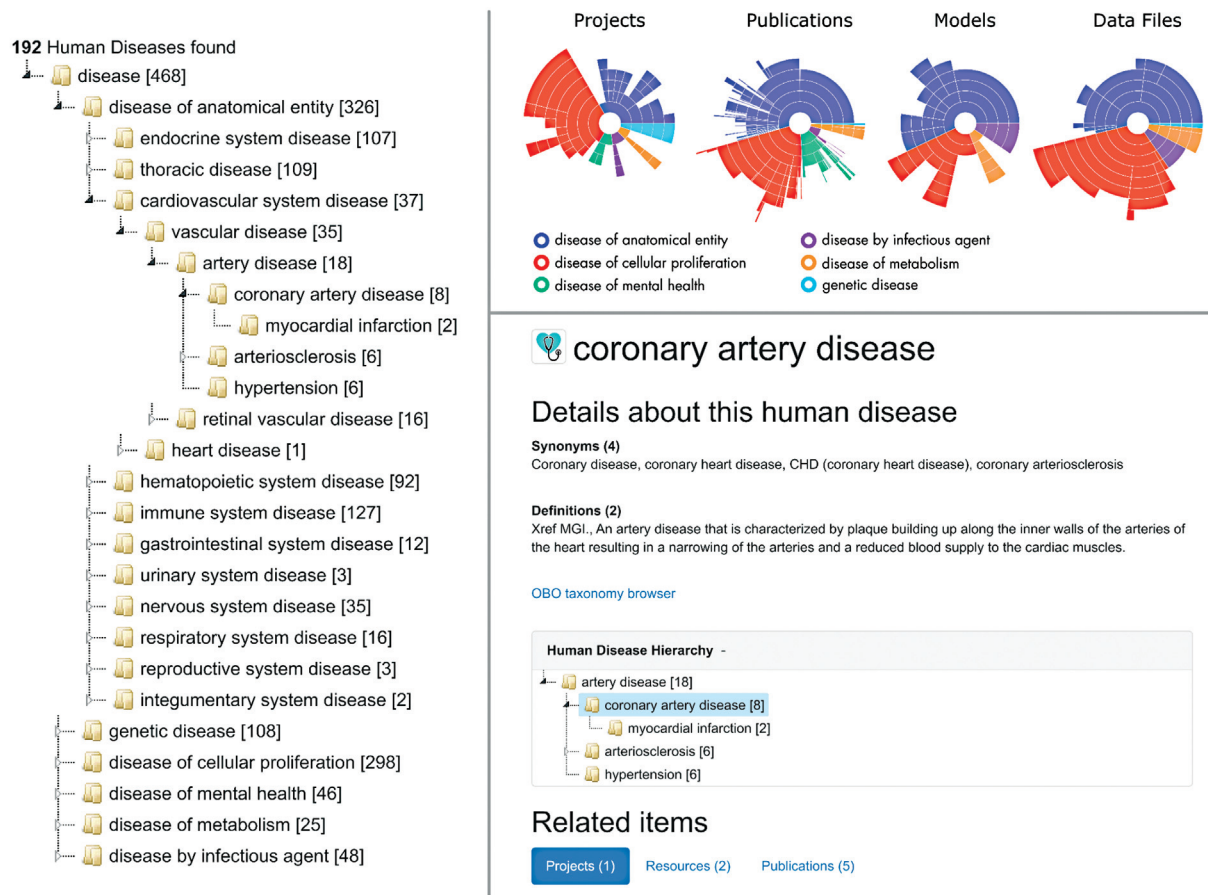 192 Human Diseases found
disease [468]
disease of anatomical entity [326]
endocrine system disease [107]
thoracic disease [109]
cardiovascular system disease [37]
vascular disease [35]
artery disease [18]
coronary artery disease [8]
myocardial infarction [2]
arteriosclerosis [6]
hypertension [6]
retinal vascular disease [16]
heart disease [1]
hematopoietic system disease [92]
immune system disease [127]
gastrointestinal system disease [12]
urinary system disease [3]
nervous system disease [35]
respiratory system disease [16]
reproductive system disease [3]
integumentary system disease [2]
genetic disease [108]
disease of cellular proliferation [298]
disease of mental health [46]
disease of metabolism [25]
disease by infectious agent [48]
Projects
Publications
Models
Data Files
disease of anatomical entity
disease of cellular proliferation
disease of mental health
disease by infectious agent
disease of metabolism
genetic disease
coronary artery disease
Details about this human disease
Synonyms (4)
Coronary disease, coronary heart disease, CHD (coronary heart disease), coronary arteriosclerosis
Definitions (2)
Xref MGI., An artery disease that is characterized by plaque building up along the inner walls of the arteries of
the heart resulting in a narrowing of the arteries and a reduced blood supply to the cardiac muscles.
OBO taxonomy browser
Human Disease Hierarchy -
artery disease [18]
coronary artery disease [8]
myocardial infarction [2]
arteriosclerosis [6]
hypertension [6]
Related items
Projects (1)
Resources (2)
Publications (5)